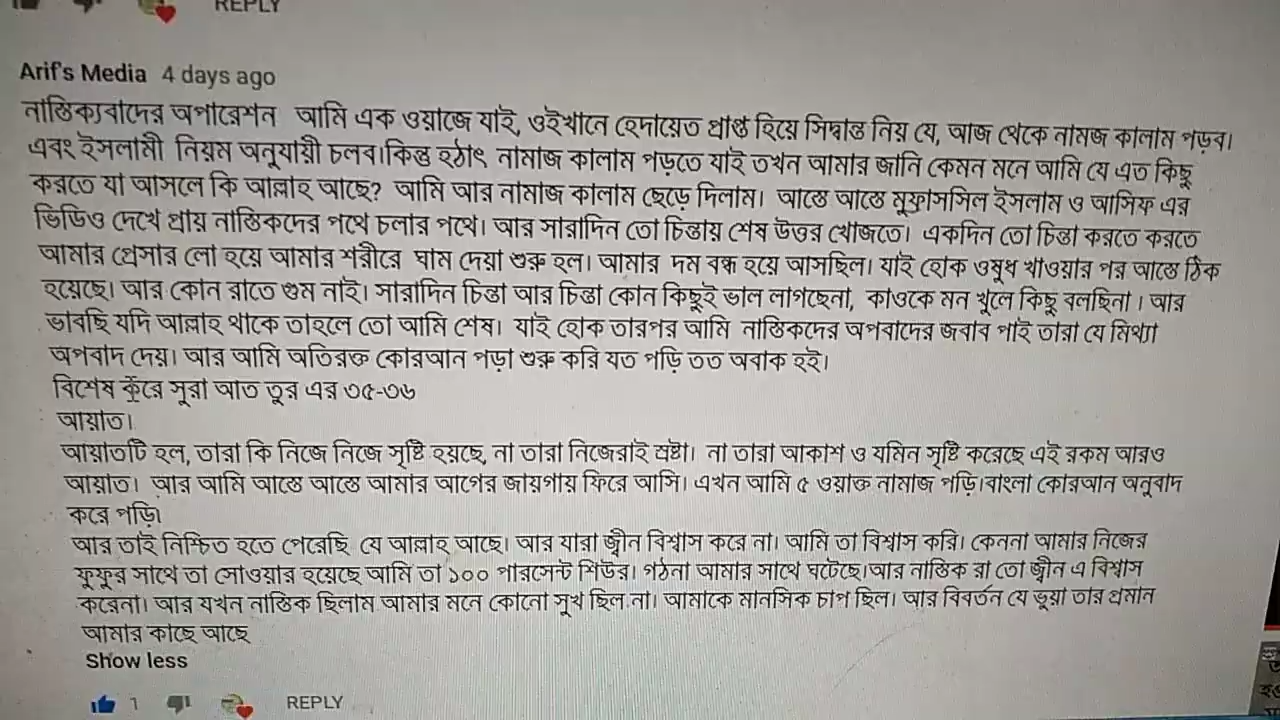 REPLY
Arif's Media 4 days ago
নাস্তিক্যবাদের অপারেশন আমি এক ওয়াজে যাই, ওইখানে হেদায়েত প্রাপ্ত হিয়ে সিদ্বান্ত নিয় যে, আজ থেকে নামজ কালাম পড়ব।
এবং ইসলামী নিয়ম অনুযায়ী চলব।কিন্তু হঠাৎ নামাজ কালাম পড়তে যাই তখন আমার জানি কেমন মনে আমি যে এত কিছু
করতে যা আসলে কি আল্লাহ আছে? আমি আর নামাজ কালাম ছেড়ে দিলাম। আস্তে আস্তে মুফাসসিল ইসলাম ও আসিফ এর
ভিডিও দেখে প্রায় নাস্তিকদের পথে চলার পথে। আর সারাদিন তো চিন্তায় শেষ উত্তর খোজতে। একদিন তো চিন্তা করতে করতে
আমার প্রেসার লো হয়ে আমার শরীরে ঘাম দেয়া শুরু হল। আমার দম বন্ধ হয়ে আসছিল। যাই হোক ওষুধ খাওয়ার পর আস্তে ঠিক
হয়েছে। আর কোন রাতে গুম নাই। সারাদিন চিন্তা আর চিন্তা কোন কিছুই ভাল লাগছেনা, কাওকে মন খুলে কিছু বলছিনা । আর
ভাবছি যদি আল্লাহ থাকে তাহলে তো আমি শেষ। যাই হোক তারপর আমি নাস্তিকদের অপবাদের জবাব পাই তারা যে মিথ্যা
অপবাদ দেয়। আর আমি অতিরক্ত কোরআন পড়া শুরু করি যত পড়ি তত অবাক হই।
বিশেষ কঁরে সুরা আত তুর এর ৩৫-৩৬
আয়াত।
আয়াতটি হল, তারা কি নিজে নিজে সৃষ্টি হয়ছে, না তারা নিজেরাই স্রষ্টা। না তারা আকাশ ও যমিন সৃষ্টি করেছে এই রকম আরও
আয়াত। আর আমি আস্তে আস্তে আমার আগের জায়গায় ফিরে আসি। এখন আমি ৫ ওয়াক্ত নামাজ পড়ি।বাংলা কোরআন অনুবাদ
করে পড়ি।
আর তাই নিশ্চিত হতে পেরেছি যে আল্লাহ আছে। আর যারা জ্বীন বিশ্বাস করে না। আমি তা বিশ্বাস করি। কেননা আমার নিজের
ফুফুর সাথে তা সোওয়ার হয়েছে আমি তা ১০০ পারসেন্ট শিউর। গঠনা আমার সাথে ঘটেছে।আর নাস্তিক রা তো জ্বীন এ বিশ্বাস
করেনা। আর যখন নাস্তিক ছিলাম আমার মনে কোনো সুখ ছিল না। আমাকে মানসিক চাপ ছিল। আর বিবর্তন যে ভূয়া তার প্রমান
আমার কাছে আছে
Show less
1 REPLY